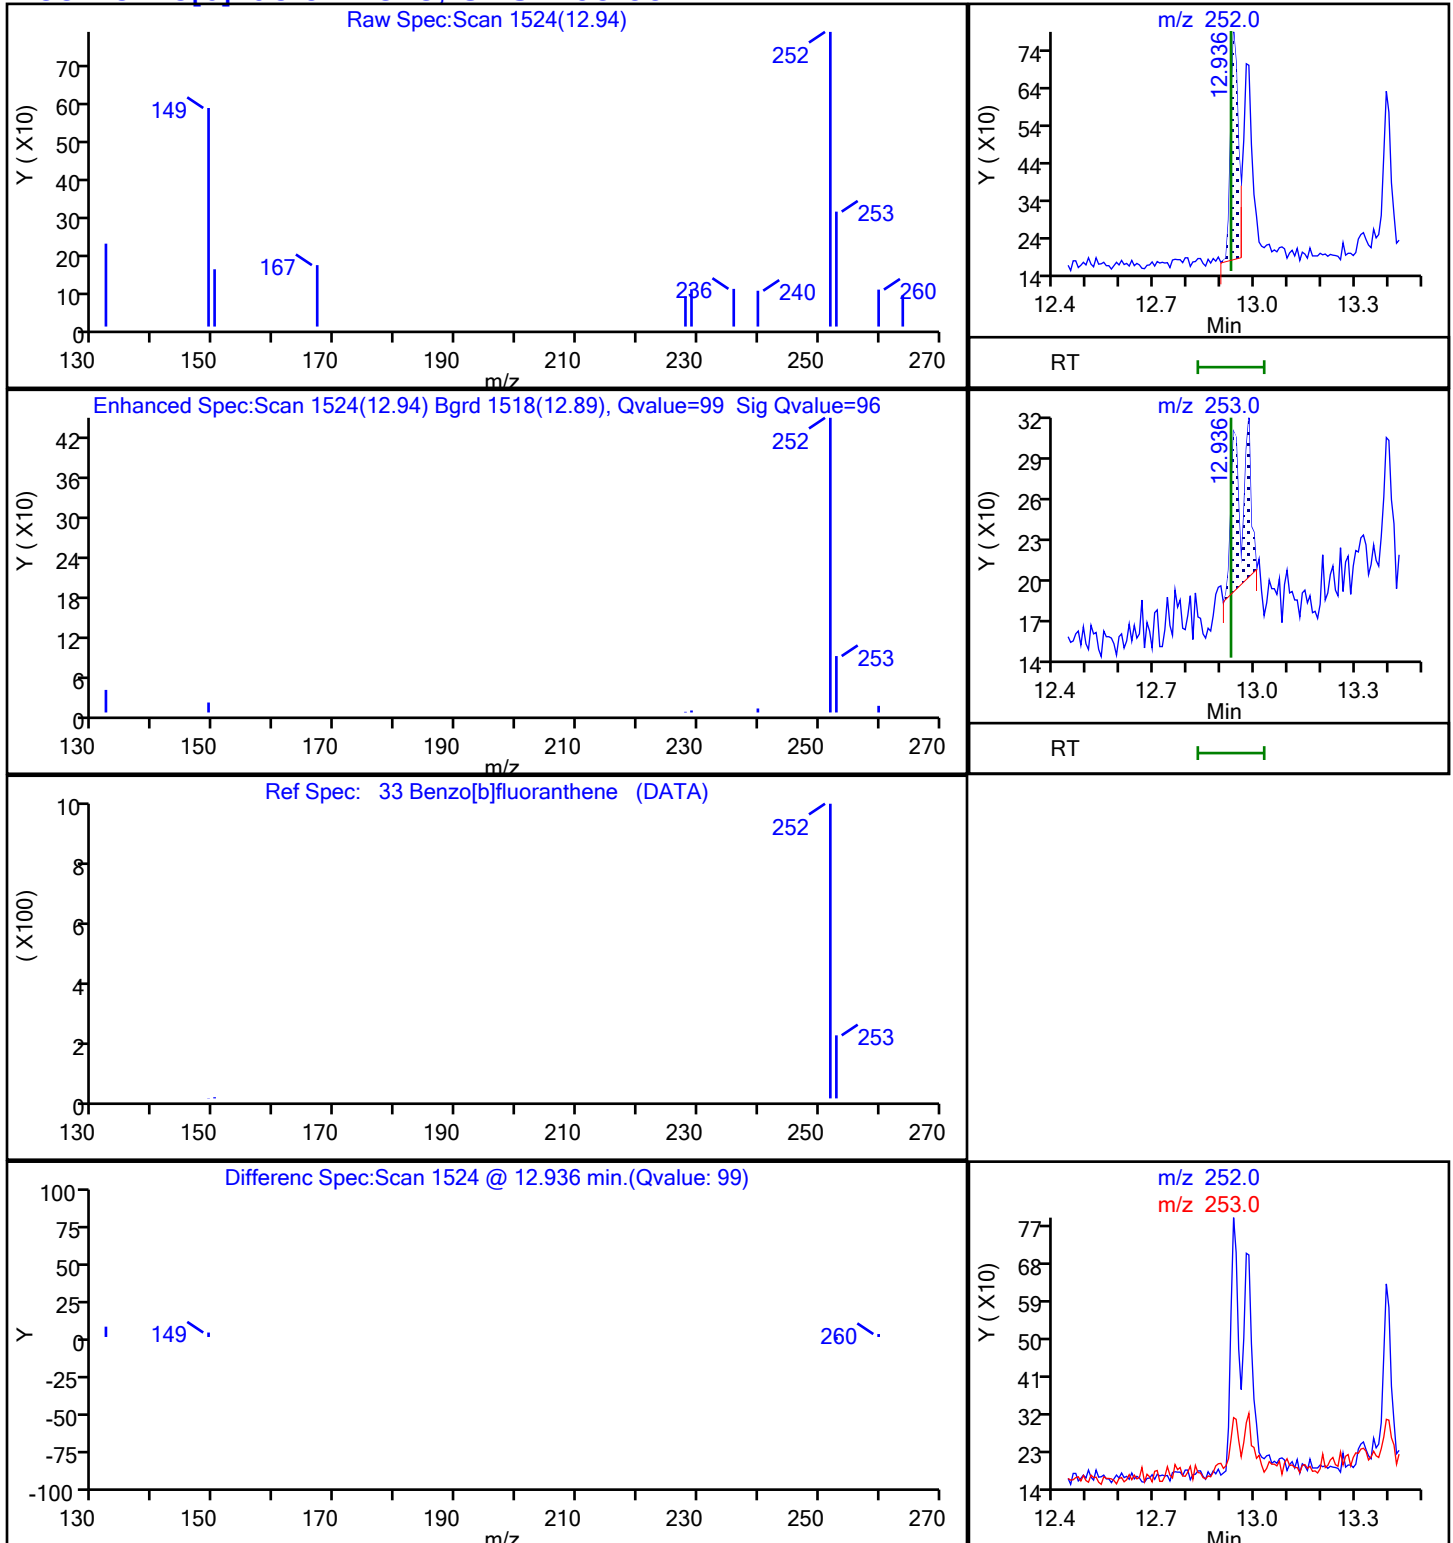 Raw Spec:Scan 1524(12.94)
Y ( X10)
70
60
50
40
30
20
10
0
252
149
253
167
236
240
260
130 150 170 190 210 230 250 270
m/z
m/z 252.0
Y ( X10)
74
64
54
44
34
24
14
12.936
12.4 12.7 13.0 13.3
Min
RT
Enhanced Spec:Scan 1524(12.94) Bgrd 1518(12.89), Qvalue=99 Sig Qvalue=96
Y ( X10)
42
36
30
24
18
12
6
0
252
253
130 150 170 190 210 230 250 270
m/z
m/z 253.0
Y ( X10)
32
29
26
23
20
17
14
12.936
12.4 12.7 13.0 13.3
Min
RT
Ref Spec: 33 Benzo[b]fluoranthene (DATA)
( X100)
10
8
6
4
2
0
252
253
130 150 170 190 210 230 250 270
Differenc Spec:Scan 1524 @ 12.936 min.(Qvalue: 99)
Y
100
75
50
25
0
-25
-50
-75
-100
149
260
130 150 170 190 210 230 250 270
m/z
m/z 252.0
m/z 253.0
Y ( X10)
77
68
59
50
41
32
23
14
12.4 12.7 13.0 13.3
Min